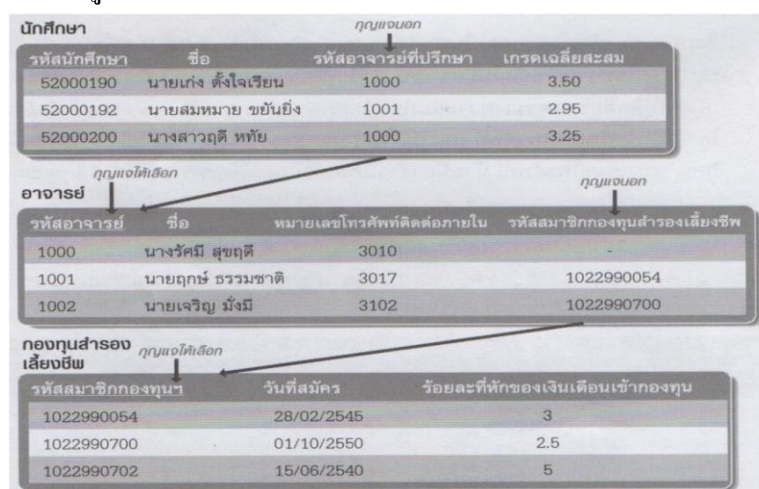 กุญแจนอก
นักศึกษา
รหัสนักศึกษา ชื่อ รหัสอาจารย์ที่ปรึกษา เกรดเฉลี่ยสะสม
52000190 นายเก่ง ตั้งใจเรียน 1000 3.50
52000192 นายสมหมาย ขยันยิ่ง 1001 2.95
52000200 นางสาวฤดี หทัย 1000 3.25
กุญแจให้เลือก
กุญแจนอก
อาจารย์
รหัสอาจารย์ ชื่อ หมายเลขโทรศัพท์ติดต่อภายใน รหัสสมาชิกกองทุนสำรองเลี้ยงชีพ
1000 นางรัศมี สุขฤดี 3010 -
1001 นายฤกษ์ ธรรมชาติ 3017 1022990054
1002 นายเจริญ มั่งมี 3102 1022990700
กองทุนสำรอง
กุญแจให้เลือก
เลี้ยงชีพ
รหัสสมาชิกกองทุนฯ วันที่สมัคร ร้อยละที่หักของเงินเดือนเข้ากองทุน
1022990054 28/02/2545 3
1022990700 01/10/2550 2.5
1022990702 15/06/2540 5